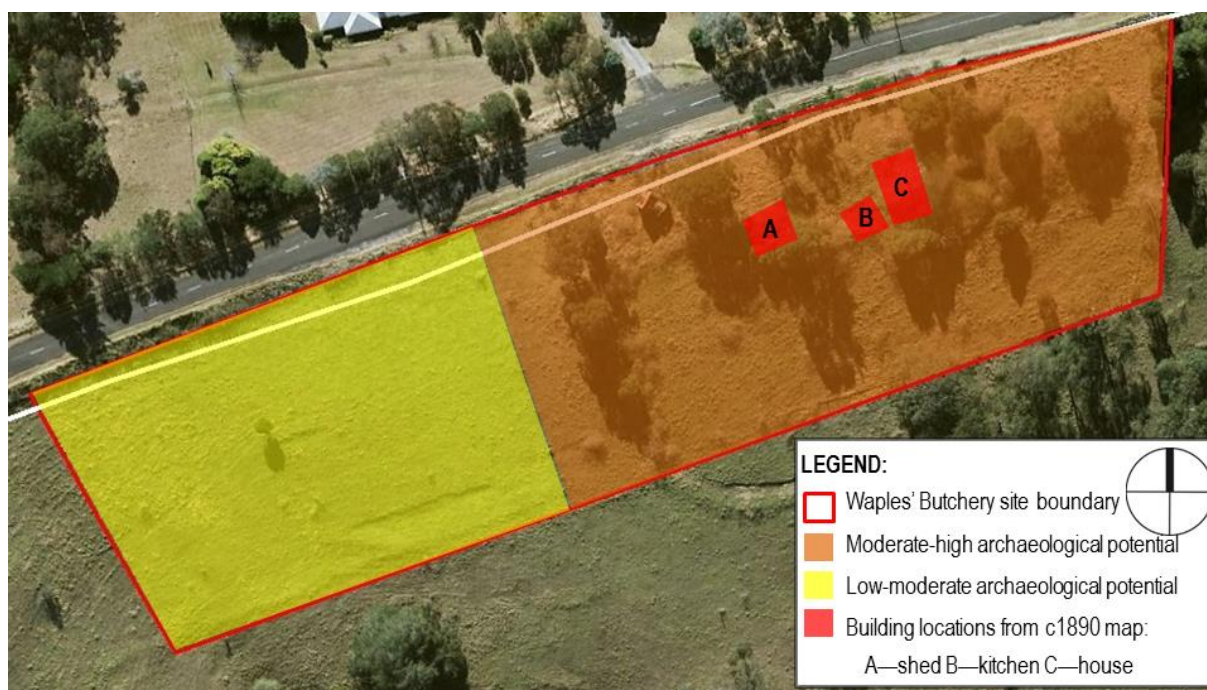 A
B
C
LEGEND:
Waples' Butchery site boundary
Moderate-high archaeological potential
Low-moderate archaeological potential
Building locations from c1890 map:
A—shed B—kitchen C—house